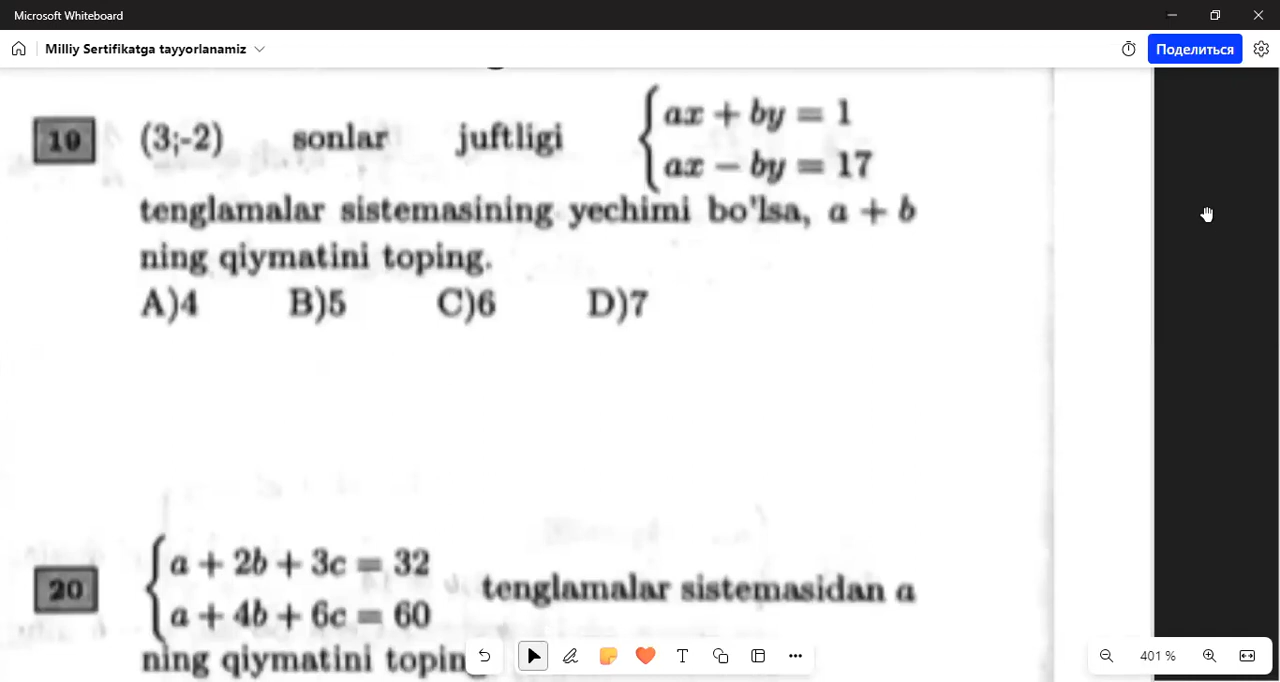 Microsoft Whiteboard
Milliy Sertifikatga tayyorlanamiz
Поделиться
19 (3;-2) sonlar juftligi { ax + by = 1
ax − by = 17
tenglamalar sistemasining yechimi bo'lsa, a + b
ning qiymatini toping.
A)4 B)5 C)6 D)7
20 { a + 2b + 3c = 32
a + 4b + 6c = 60 tenglamalar sistemasidan a
ning qiymatini
401 %